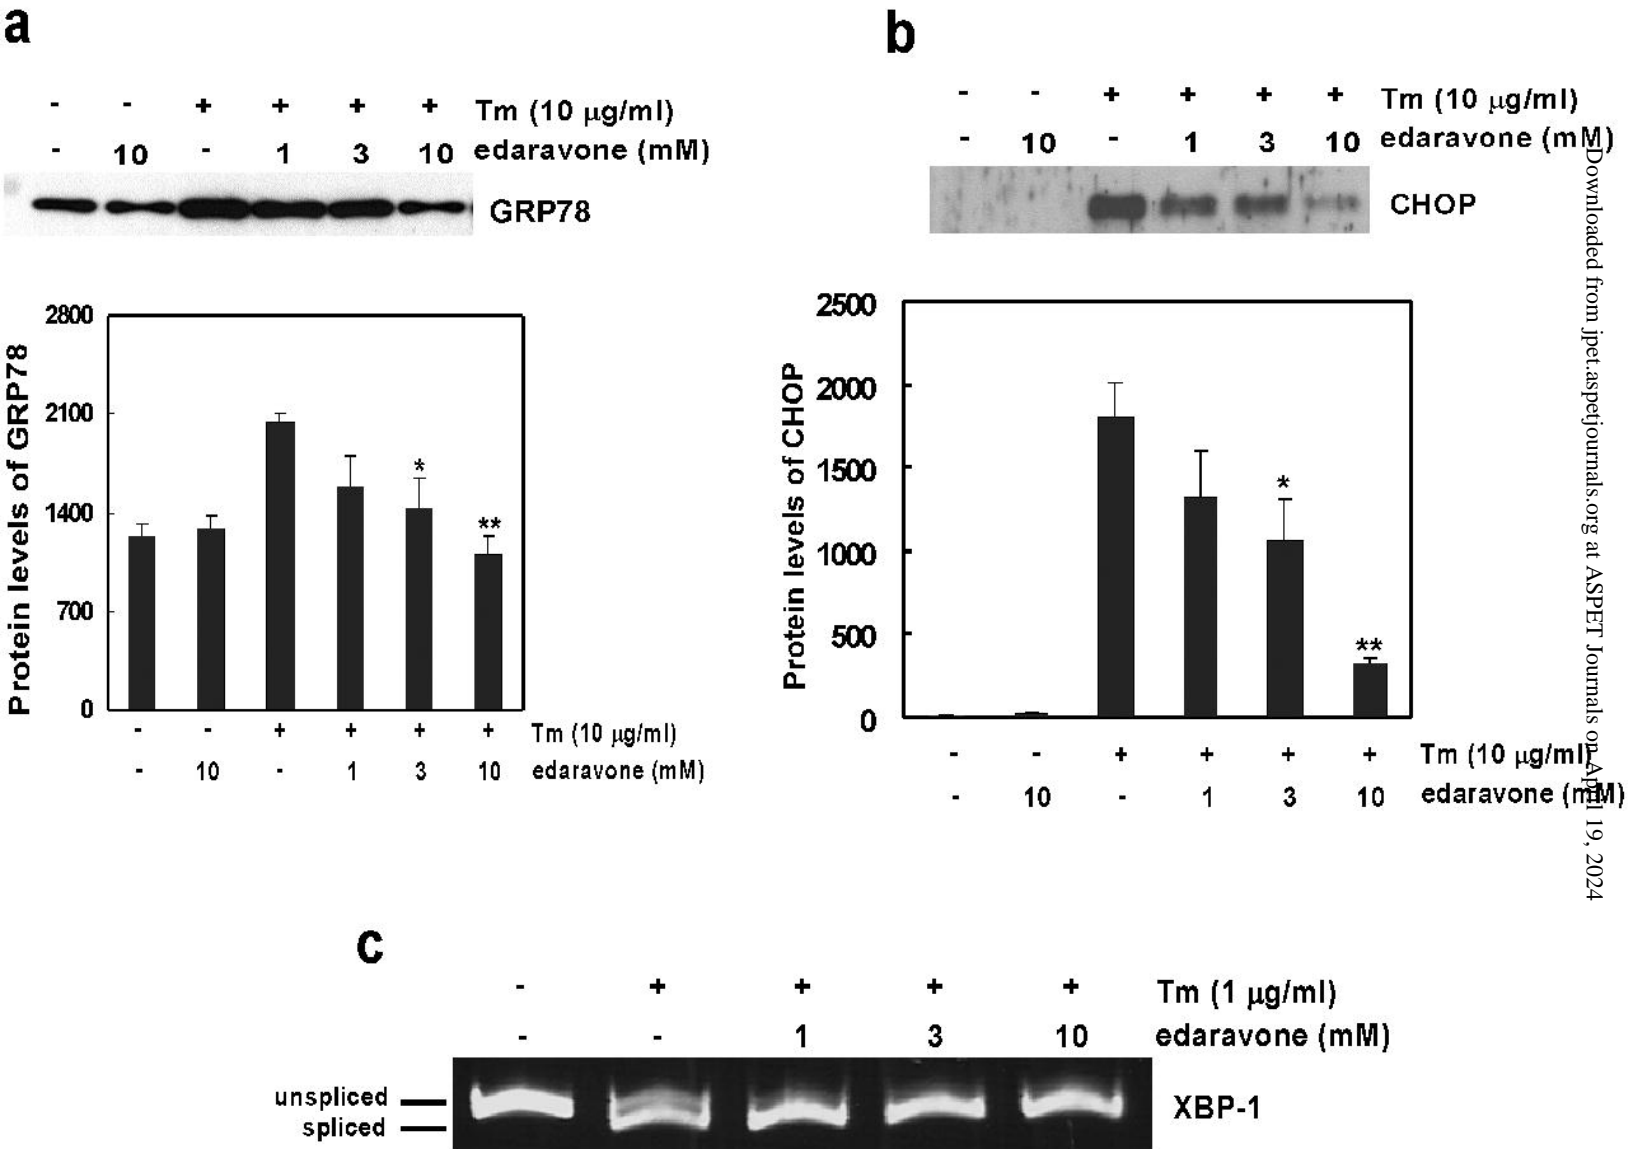 a
- - + + + + Tm (10 μg/ml)
- 10 - 1 3 10 edaravone (mM)
GRP78
2800
2100
1400
700
0
Protein levels of GRP78
*
**
- - + + + + Tm (10 μg/ml)
- 10 - 1 3 10 edaravone (mM)
b
- - + + + + Tm (10 μg/ml)
- 10 - 1 3 10 edaravone (mM)
CHOP
2500
2000
1500
1000
500
0
Protein levels of CHOP
*
**
- - + + + + Tm (10 μg/ml)
- 10 - 1 3 10 edaravone (mM)
Downloaded from jpet.aspetjournals.org at ASPET Journals on April 19, 2024
c
- + + + + Tm (1 μg/ml)
- - 1 3 10 edaravone (mM)
unspliced
spliced
XBP-1